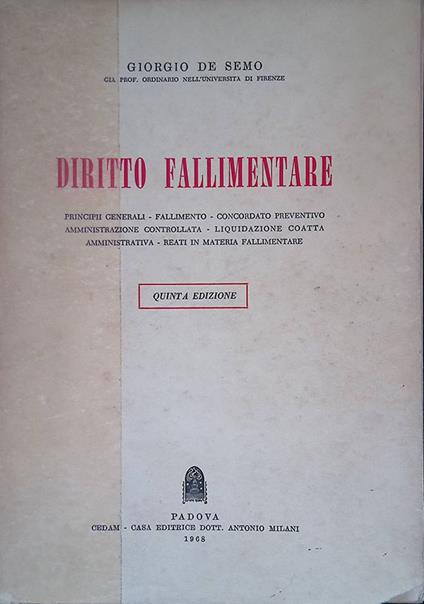 GIORGIO DE SEMO
GIÀ PROF. ORDINARIO NELL'UNIVERSITÀ DI FIRENZE
DIRITTO FALLIMENTARE
PRINCIPII GENERALI - FALLIMENTO - CONCORDATO PREVENTIVO
AMMINISTRAZIONE CONTROLLATA - LIQUIDAZIONE COATTA
AMMINISTRATIVA - REATI IN MATERIA FALLIMENTARE
QUINTA EDIZIONE
PADOVA
CEDAM - CASA EDITRICE DOTT. ANTONIO MILANI
1968